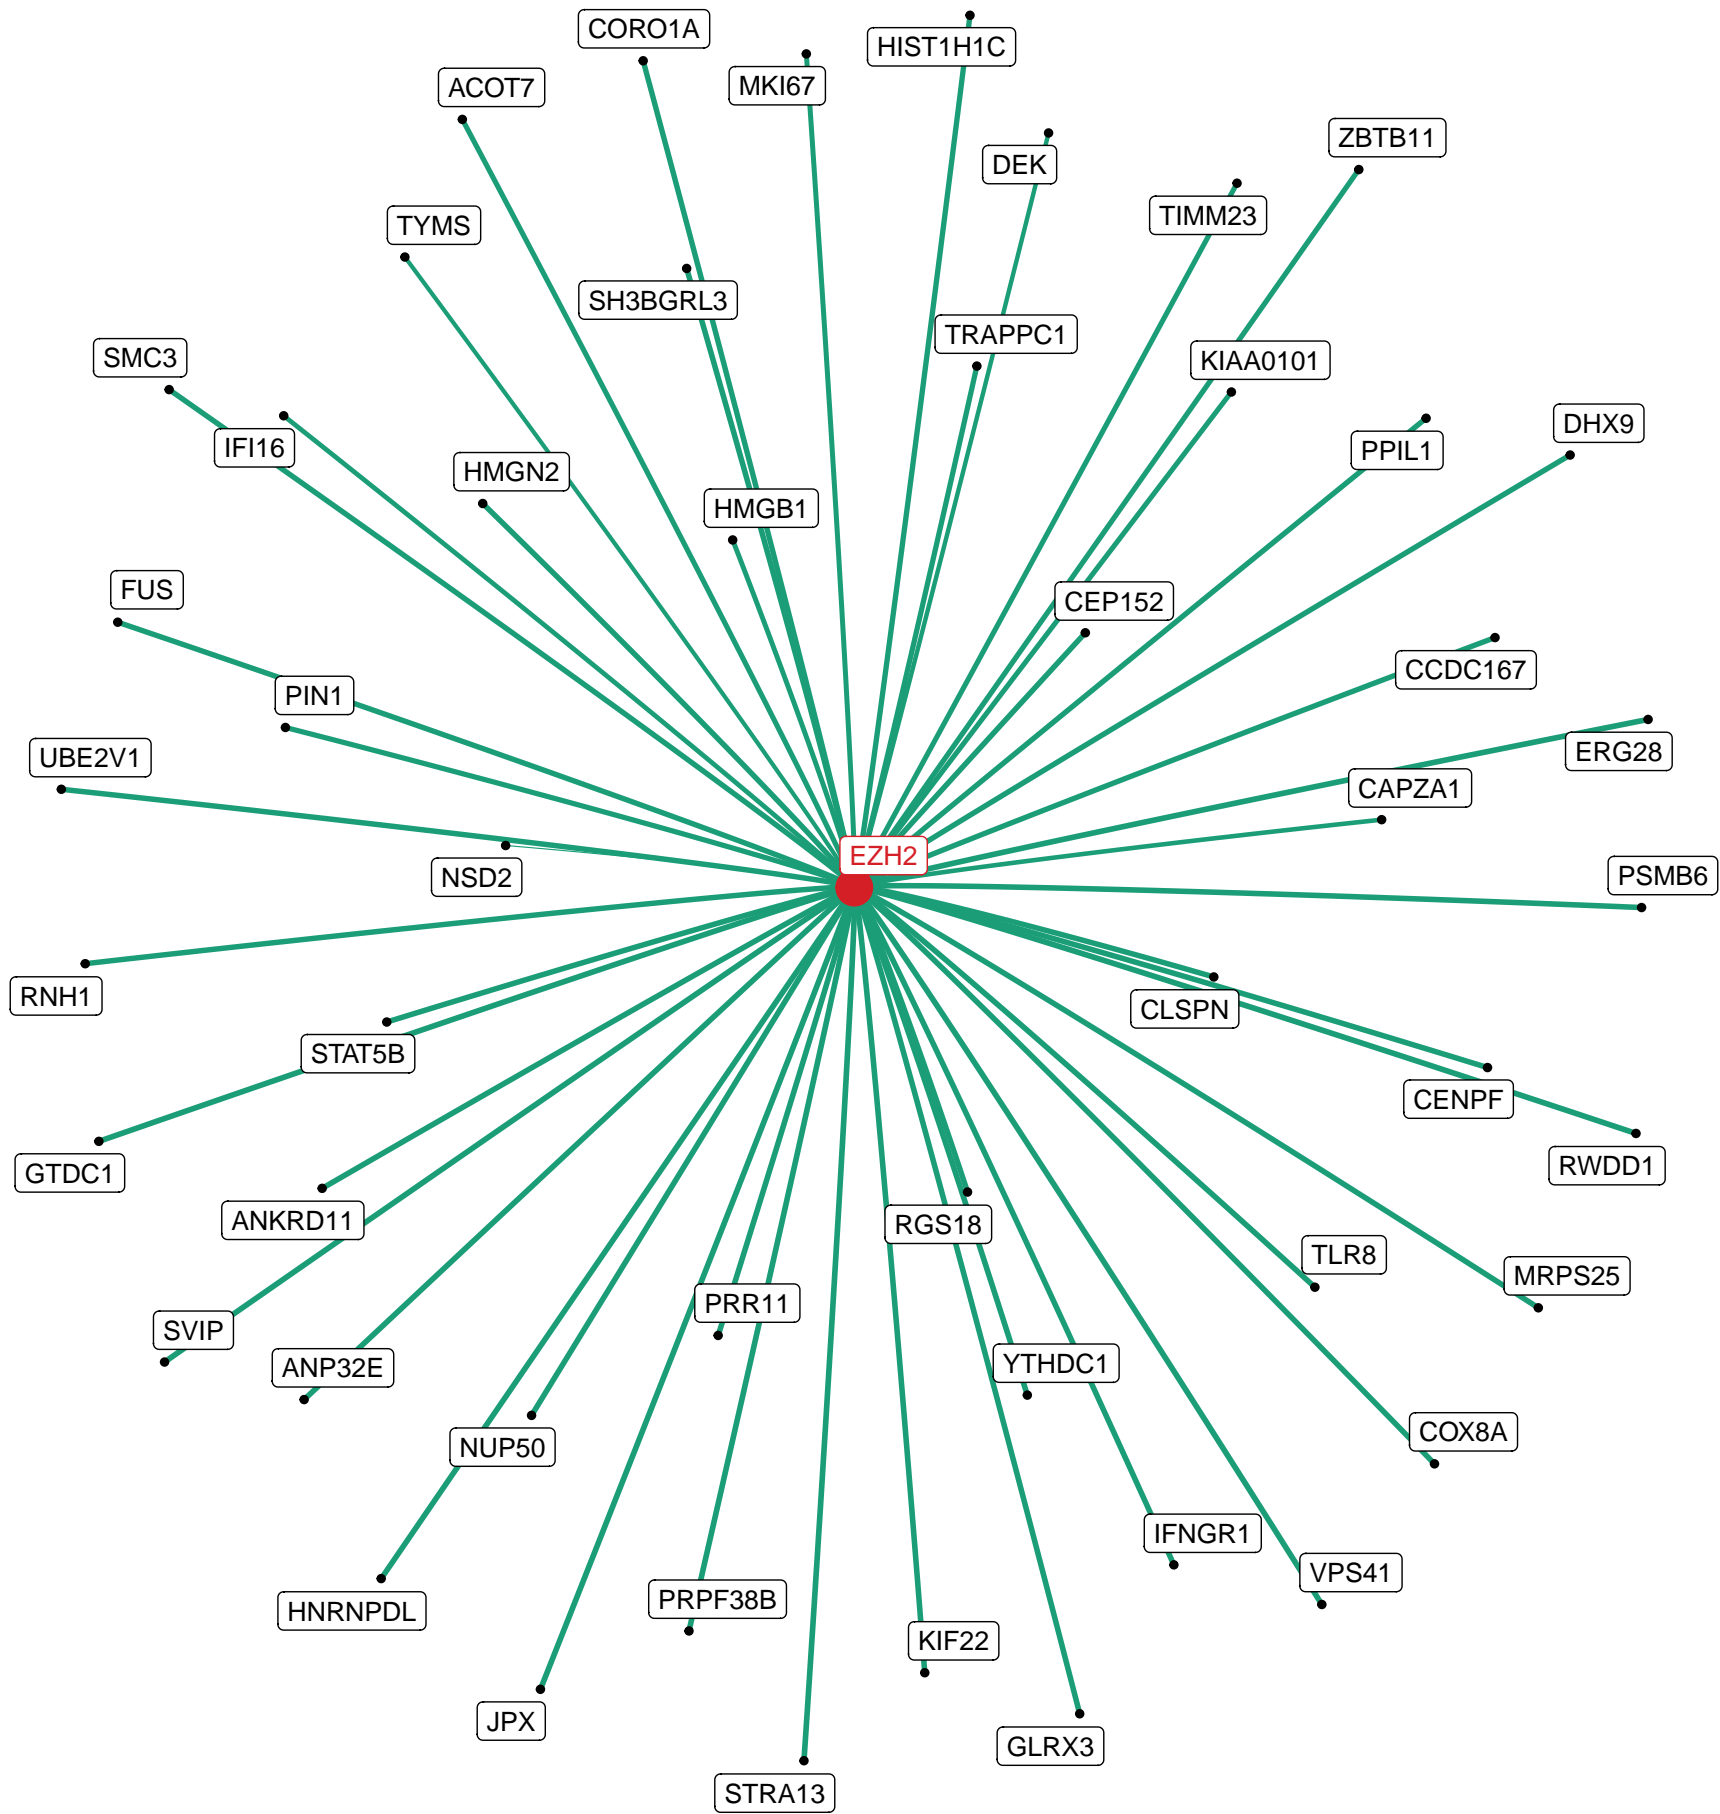 CORO1A
HIST1H1C
MKI67
ACOT7
ZBTB11
DEK
TIMM23
TYMS
SH3BGRL3
TRAPPC1
SMC3
KIAA0101
DHX9
IFI16
PPIL1
HMGN2
HMGB1
FUS
CEP152
CCDC167
PIN1
UBE2V1
ERG28
CAPZA1
EZH2
NSD2
PSMB6
RNH1
CLSPN
STAT5B
CENPF
RWDD1
GTDC1
ANKRD11
RGS18
TLR8
MRPS25
PRR11
SVIP
YTHDC1
ANP32E
COX8A
NUP50
IFNGR1
VPS41
PRPF38B
HNRNPDL
KIF22
JPX
GLRX3
STRA13